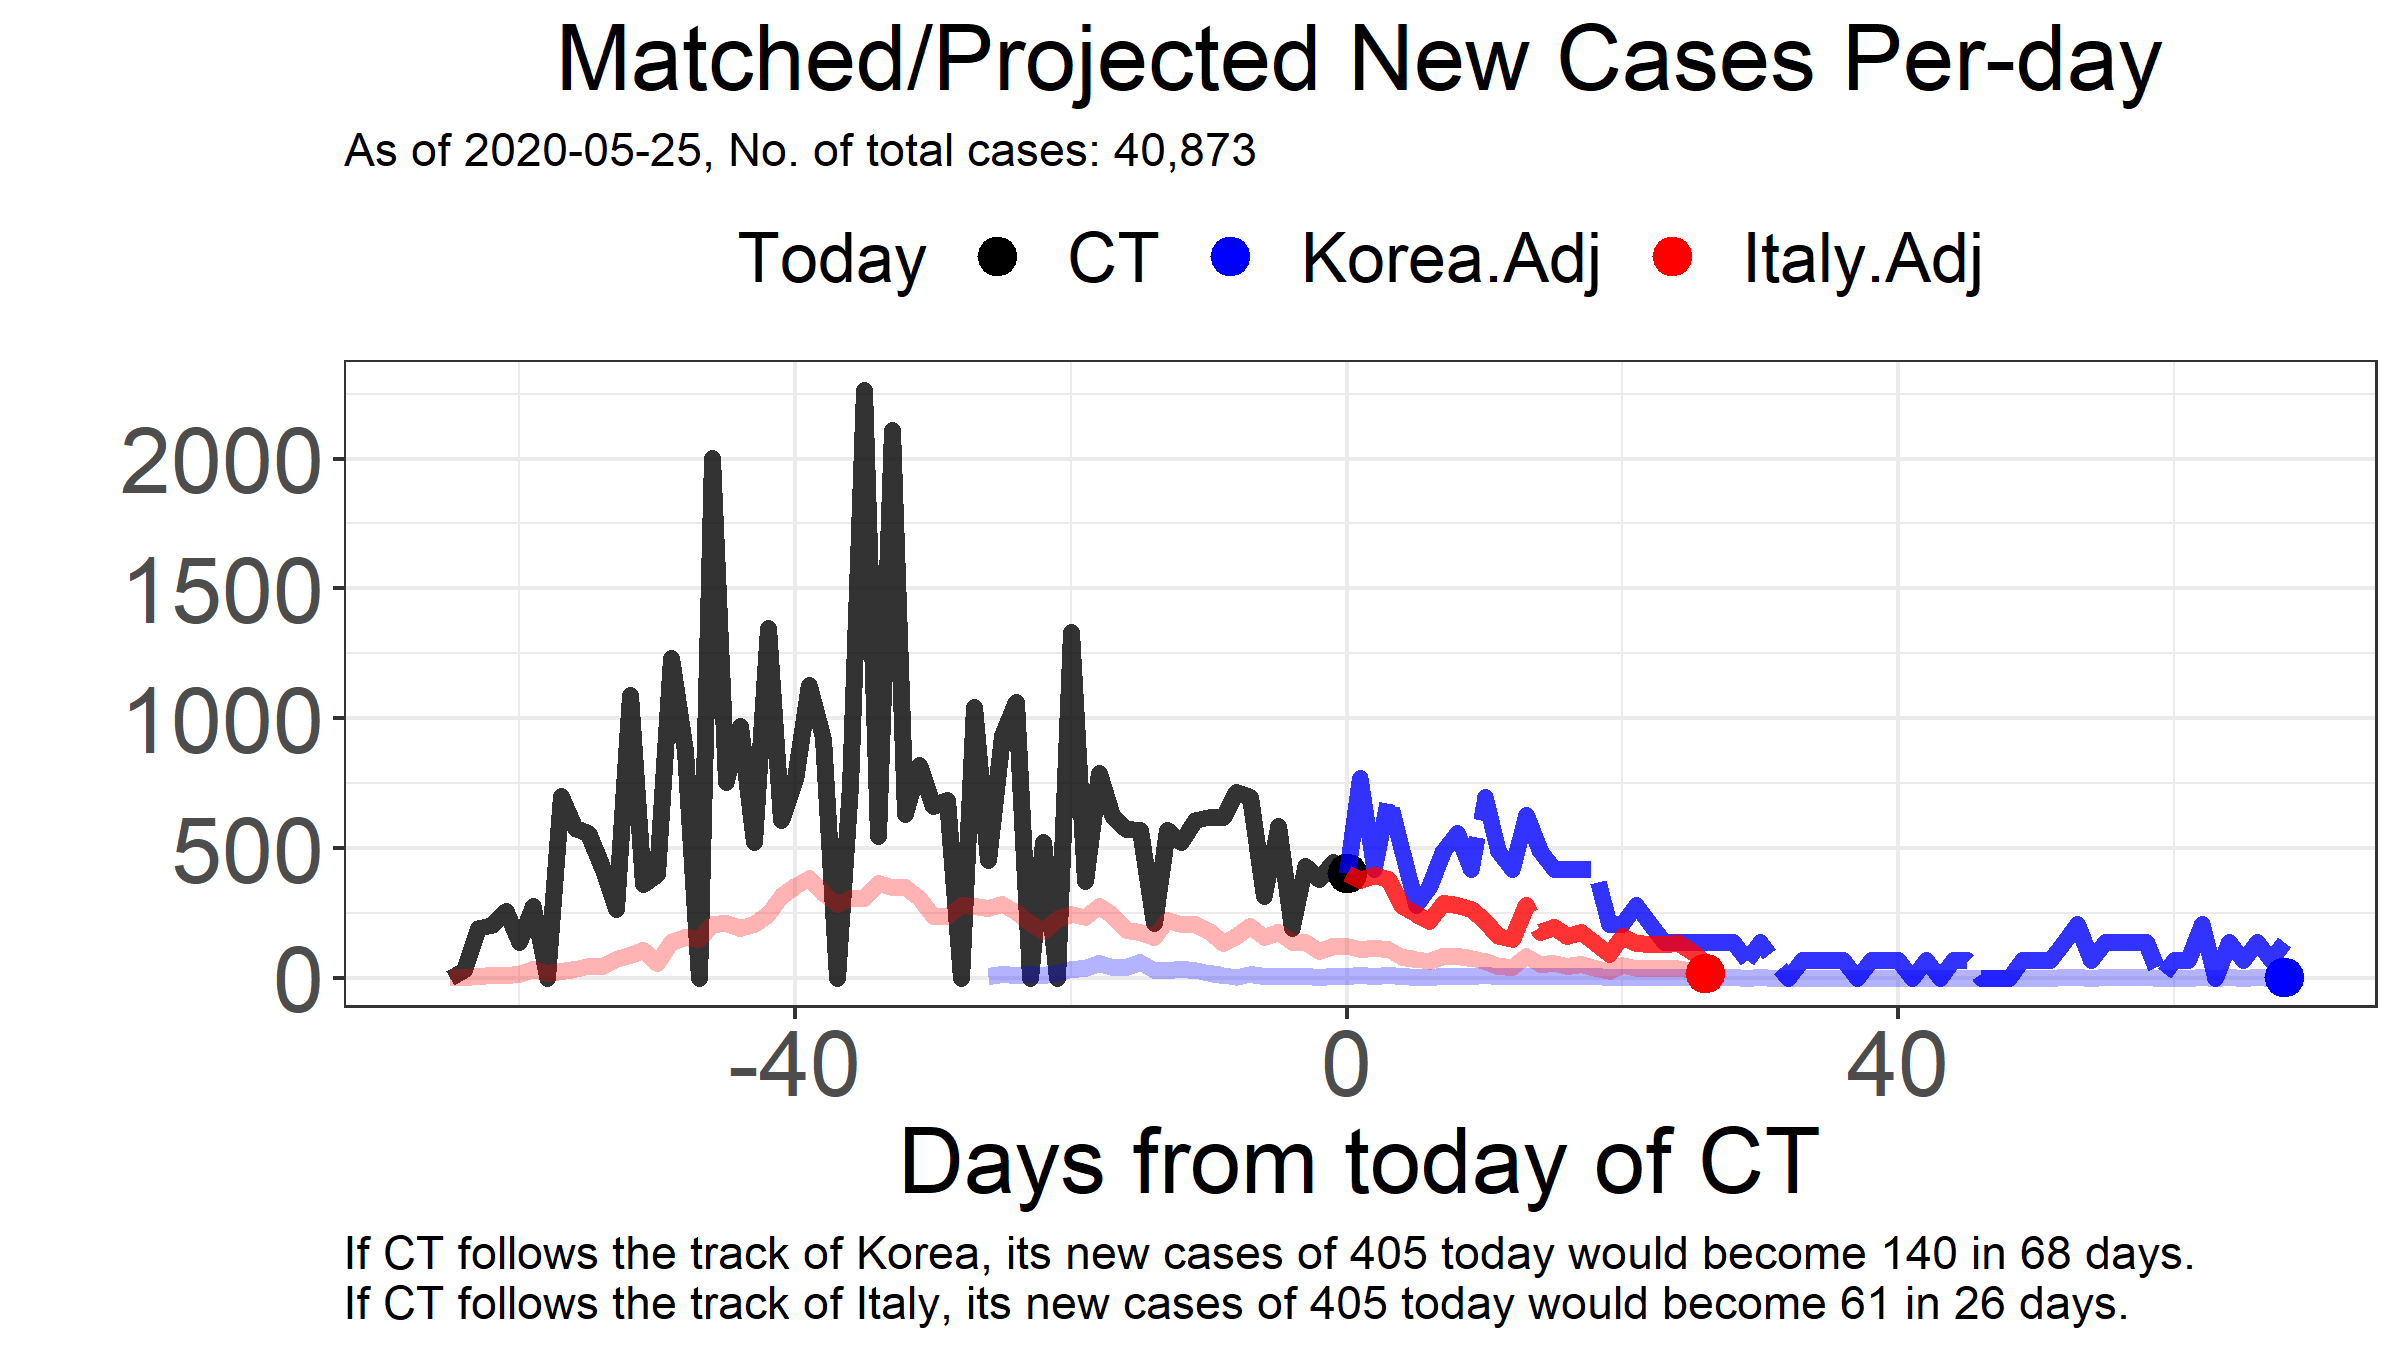 Matched/Projected New Cases Per-day
As of 2020-05-25, No. of total cases: 40,873
Today CT Korea.Adj Italy.Adj
2000
1500
1000
500
0
-40 0 40
Days from today of CT
If CT follows the track of Korea, its new cases of 405 today would become 140 in 68 days.
If CT follows the track of Italy, its new cases of 405 today would become 61 in 26 days.